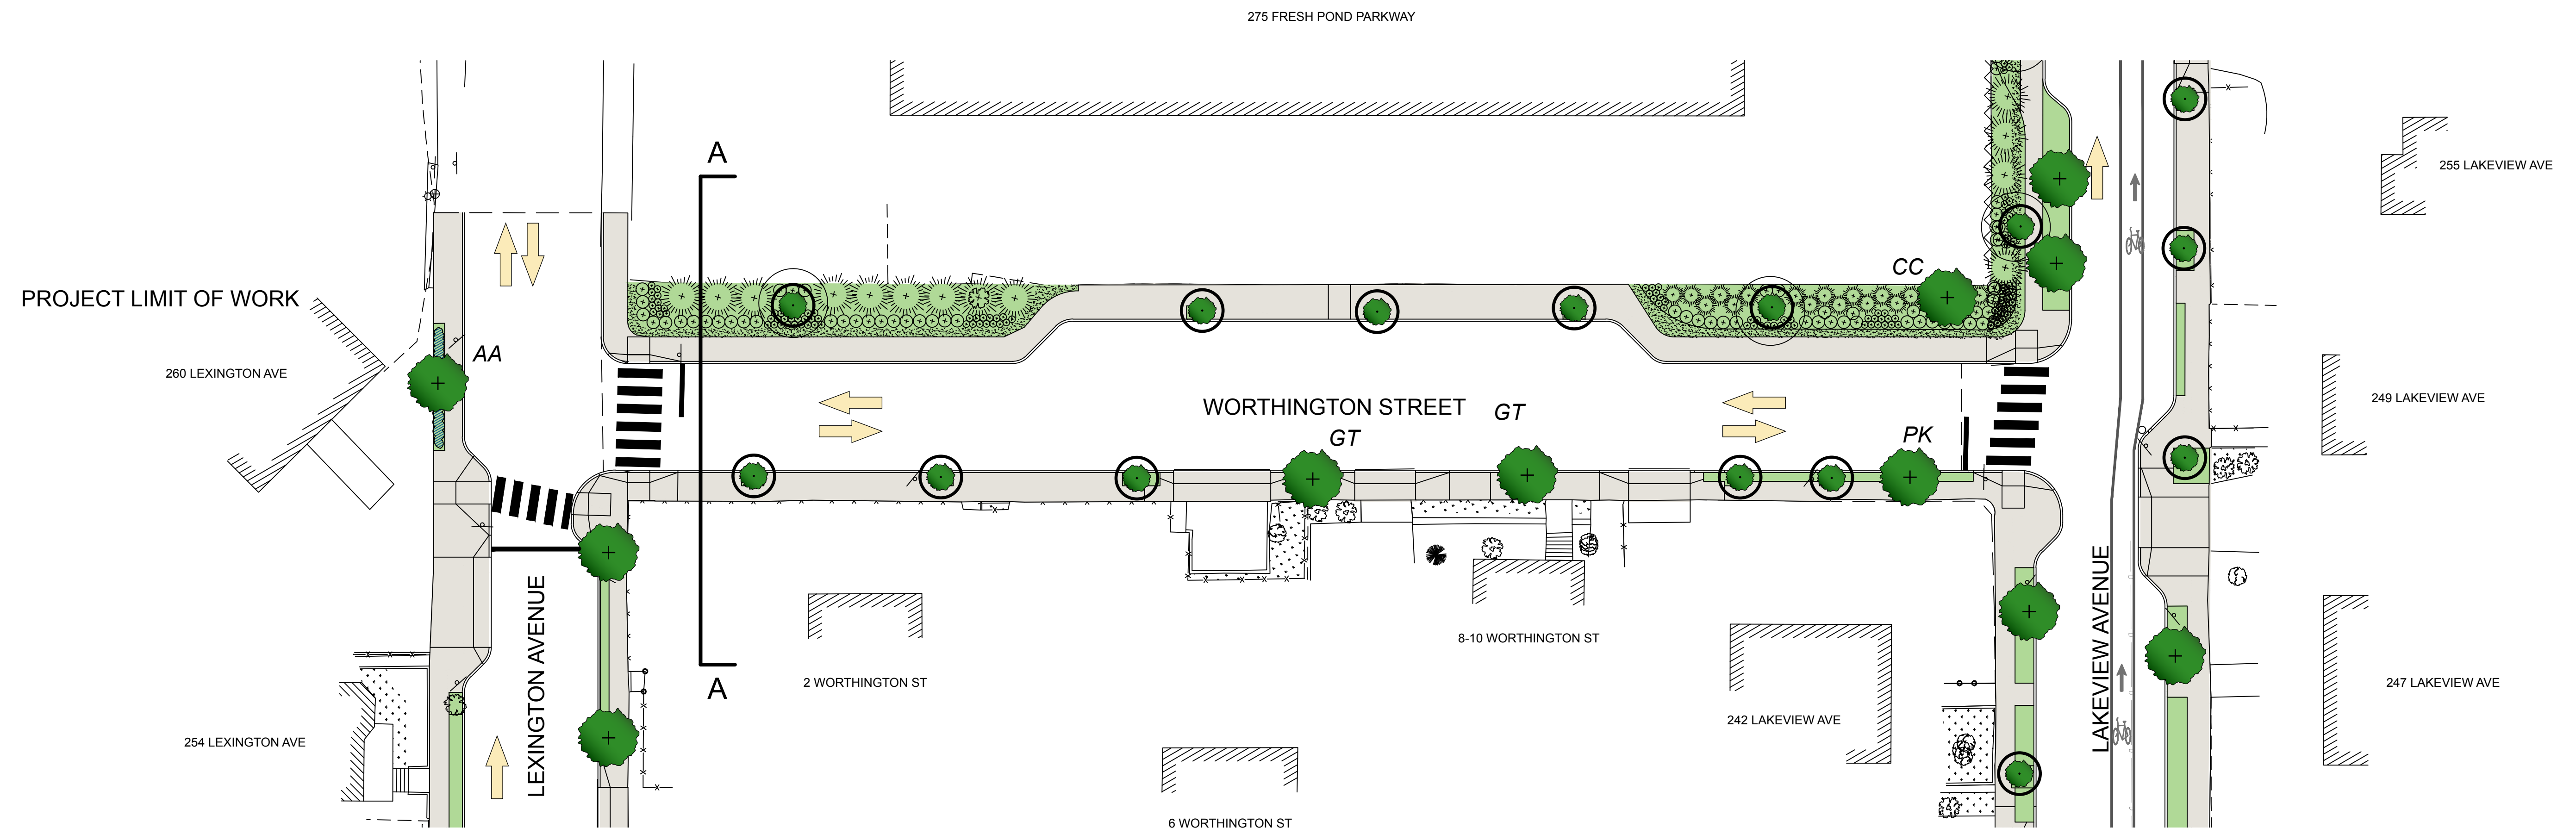 275 FRESH POND PARKWAY
A
255 LAKEVIEW AVE
CC
PROJECT LIMIT OF WORK
AA
260 LEXINGTON AVE
249 LAKEVIEW AVE
WORTHINGTON STREET
GT
GT
PK
LEXINGTON AVENUE
LAKEVIEW AVENUE
8-10 WORTHINGTON ST
2 WORTHINGTON ST
A
247 LAKEVIEW AVE
242 LAKEVIEW AVE
254 LEXINGTON AVE
6 WORTHINGTON ST